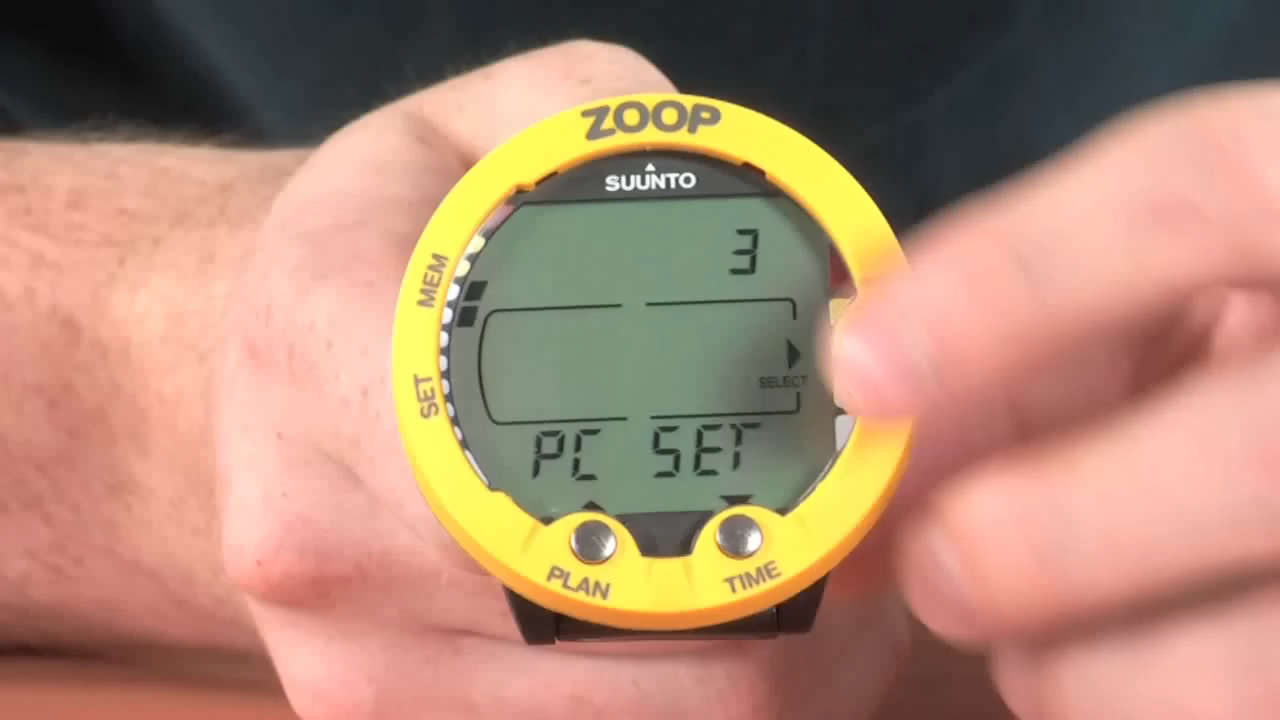 ZOOP
SUUNTO
3
MEM
SET
SELECT
PC SET
PLAN
TIME